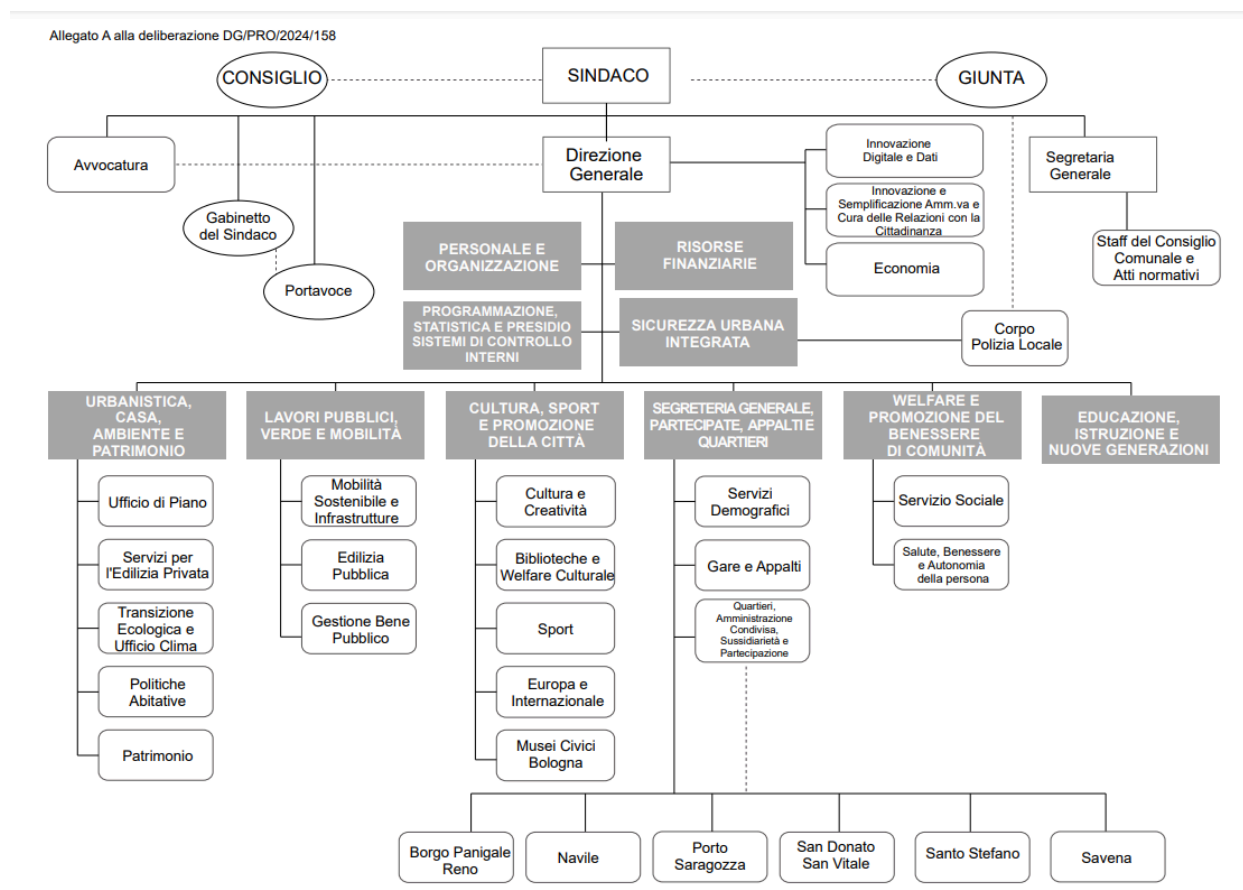 Allegato A alla deliberazione DG/PRO/2024/158
CONSIGLIO
SINDACO
GIUNTA
Avvocatura
Direzione
Generale
Innovazione
Digitale e Dati
Segretaria
Generale
Gabinetto
del Sindaco
Innovazione e
Semplificazione Amm.va e
Cura delle Relazioni con la
Cittadinanza
Portavoce
PERSONALE E
ORGANIZZAZIONE
RISORSE
FINANZIARIE
Economia
Staff del Consiglio
Comunale e
Atti normativi
PROGRAMMAZIONE,
STATISTICA E PRESIDIO
SISTEMI DI CONTROLLO
INTERNI
SICUREZZA URBANA
INTEGRATA
Corpo
Polizia Locale
URBANISTICA,
CASA,
AMBIENTE E
PATRIMONIO
LAVORI PUBBLICI,
VERDE E MOBILITÀ
CULTURA, SPORT
E PROMOZIONE
DELLA CITTÀ
SEGRETERIA GENERALE,
PARTECIPATE, APPALTI E
QUARTIERI
WELFARE E
PROMOZIONE DEL
BENESSERE
DI COMUNITÀ
EDUCAZIONE,
ISTRUZIONE E
NUOVE GENERAZIONI
Ufficio di Piano
Servizi per
l'Edilizia Privata
Transizione
Ecologica e
Ufficio Clima
Politiche
Abitative
Patrimonio
Mobilità
Sostenibile e
Infrastrutture
Edilizia
Pubblica
Gestione Bene
Pubblico
Cultura e
Creatività
Biblioteche e
Welfare Culturale
Sport
Europa e
Internazionale
Musei Civici
Bologna
Servizi
Demografici
Gare e Appalti
Quartieri,
Amministrazione
Condivisa,
Sussidiarietà e
Partecipazione
Servizio Sociale
Salute, Benessere
e Autonomia
della persona
Borgo Panigale
Reno
Navile
Porto
Saragozza
San Donato
San Vitale
Santo Stefano
Savena